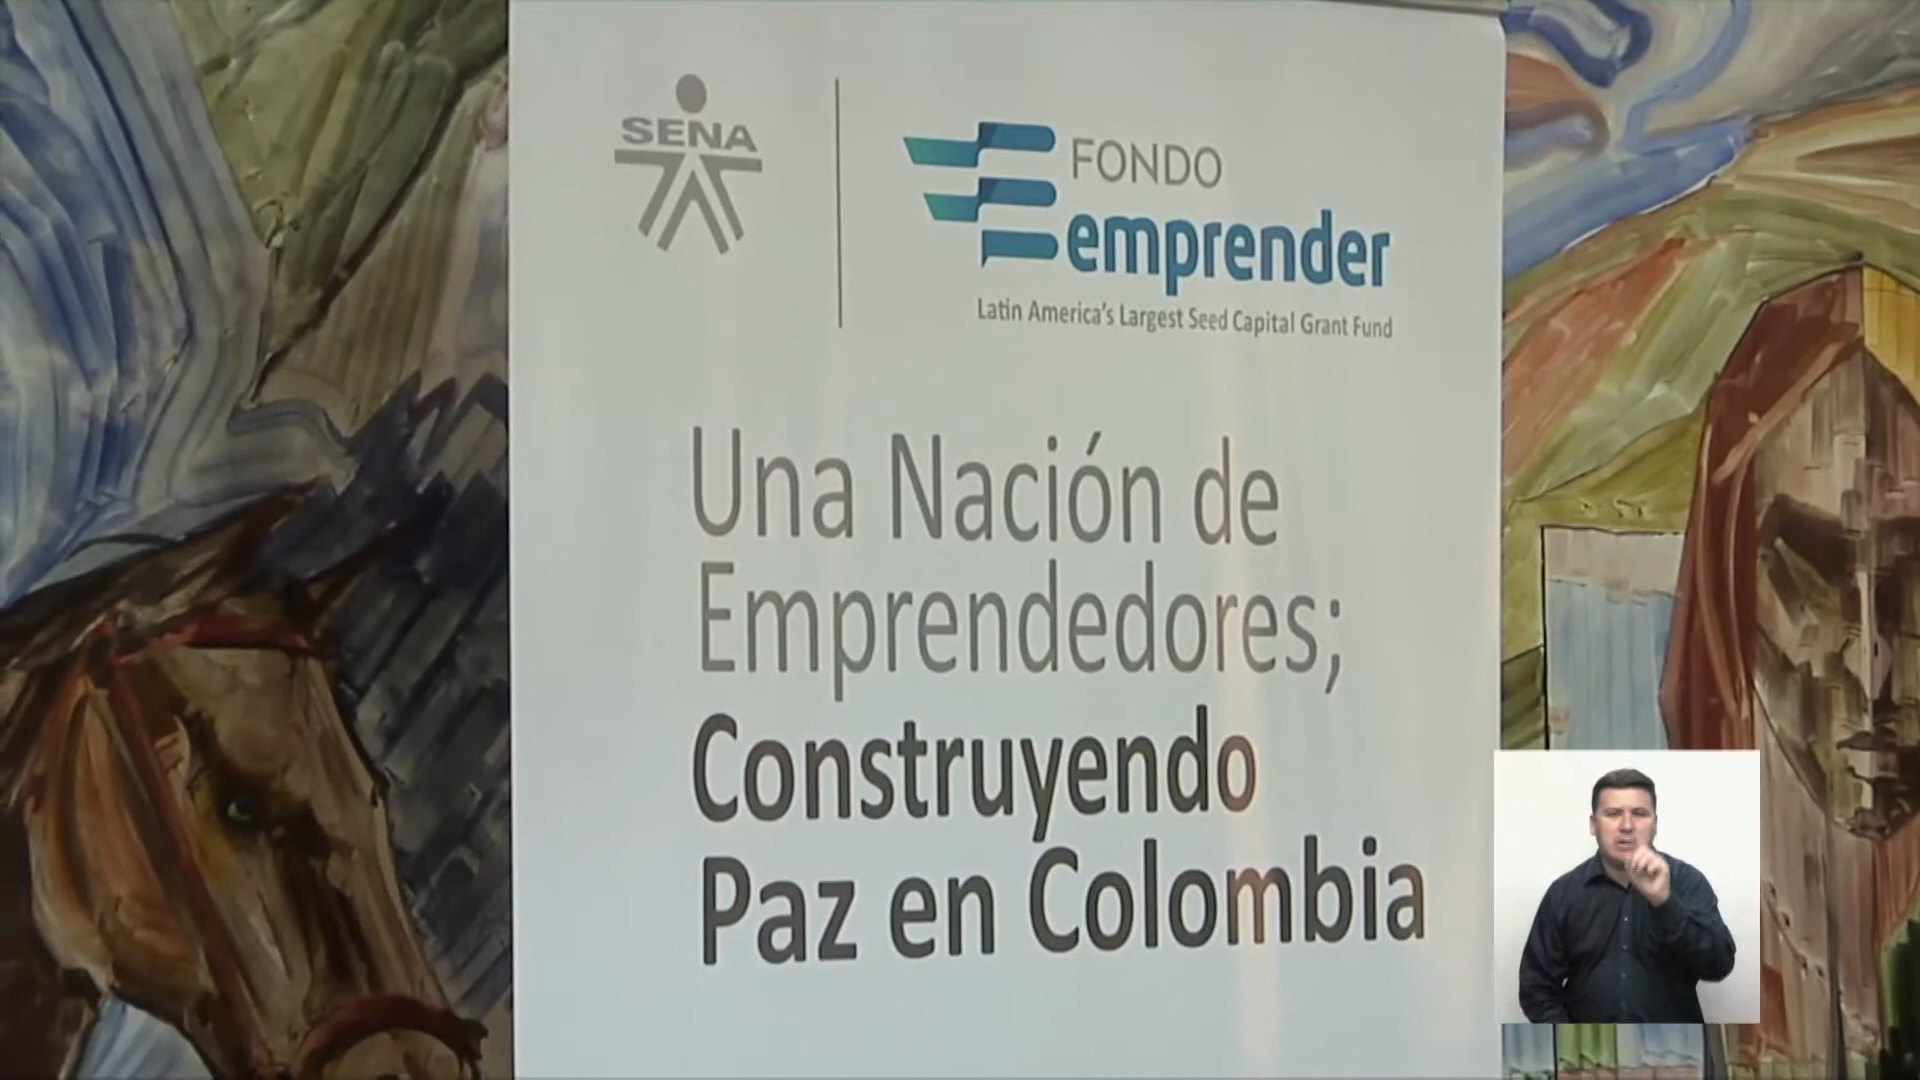 SENA
FONDO
emprender
Latin America's Largest Seed Capital Grant Fund
Una Nación de
Emprendedores;
Construyendo
Paz en Colombia